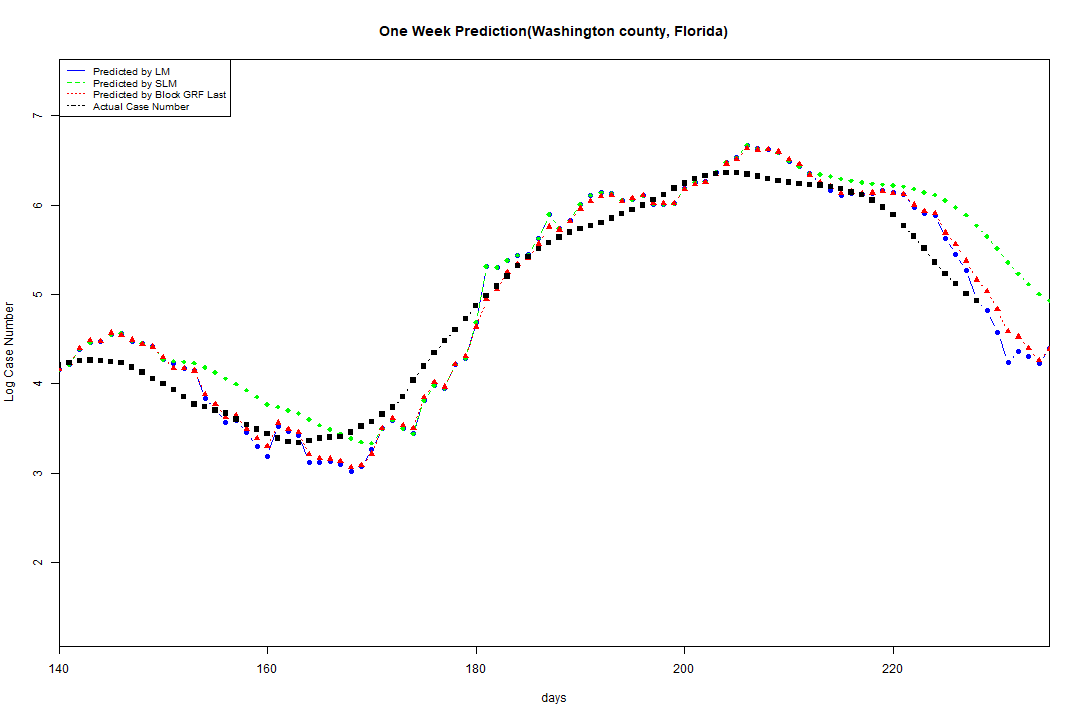 One Week Prediction(Washington county, Florida)
Predicted by LM
Predicted by SLM
Predicted by Block GRF Last
Actual Case Number
7
6
5
4
3
2
Log Case Number
140 160 180 200 220
days